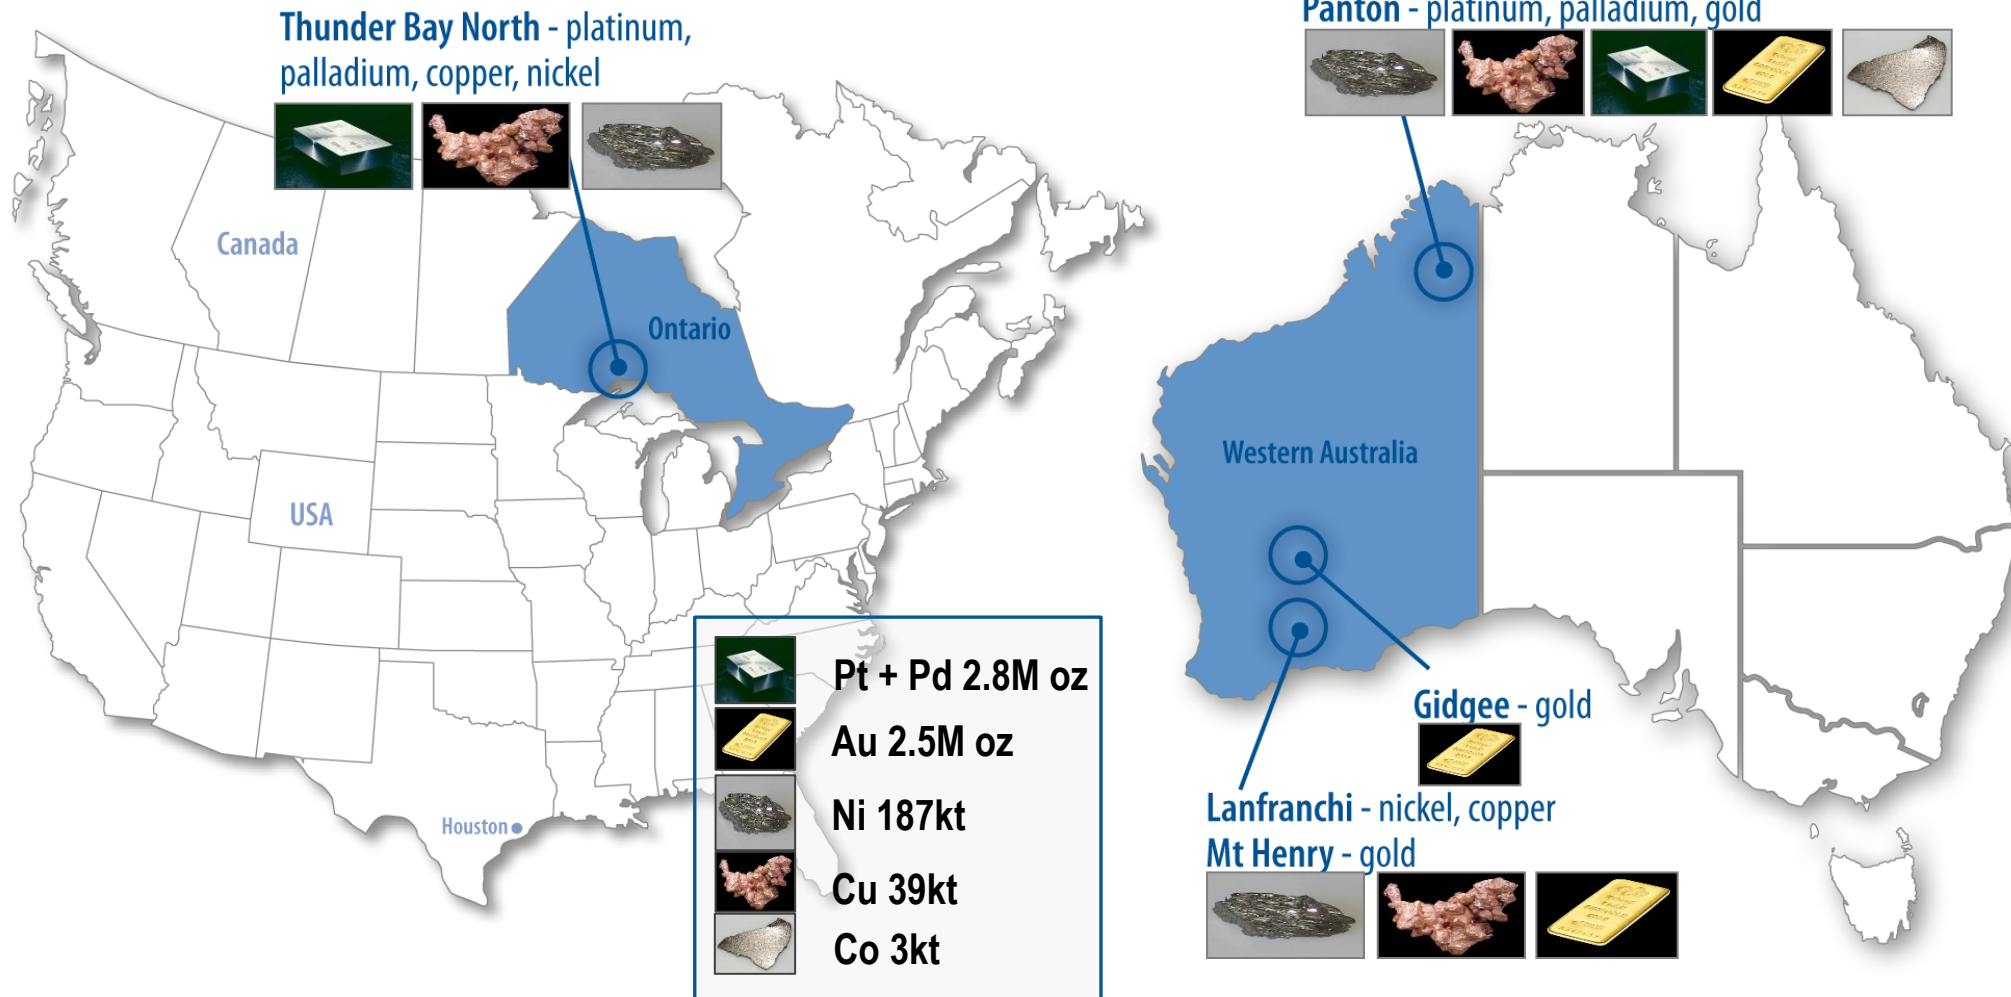 Thunder Bay North - platinum,
palladium, copper, nickel
Canada
Ontario
USA
Houston
Pt + Pd 2.8M oz
Au 2.5M oz
Ni 187kt
Cu 39kt
Co 3kt
Panton - platinum, palladium, gold
Western Australia
Gidgee - gold
Lanfranchi - nickel, copper
Mt Henry - gold